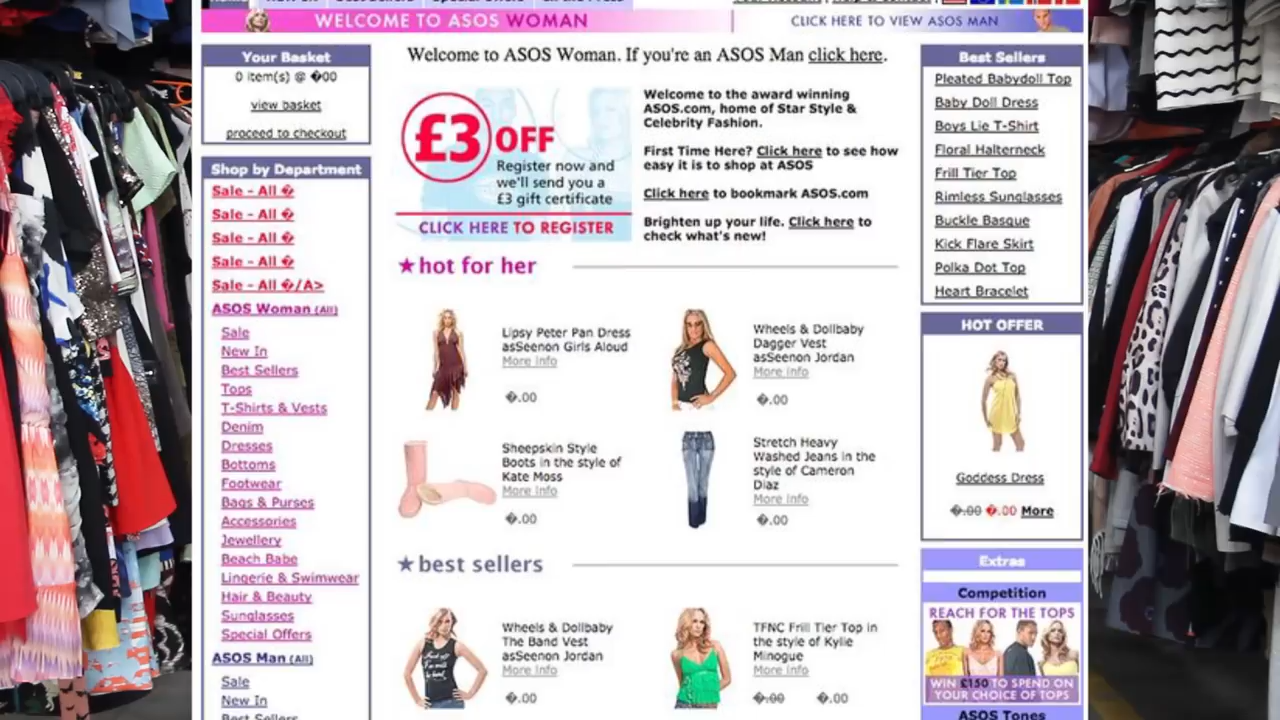 WELCOME TO ASOS WOMAN
CLICK HERE TO VIEW ASOS MAN
Your Basket
0 item(s) @ �00
view basket
proceed to checkout
Shop by Department
Sale - All �
Sale - All �
Sale - All �
Sale - All �
Sale - All �/A>
ASOS Woman (All)
Sale
New In
Best Sellers
Tops
T-Shirts & Vests
Denim
Dresses
Bottoms
Footwear
Bags & Purses
Accessories
Jewellery
Beach Babe
Lingerie & Swimwear
Hair & Beauty
Sunglasses
Special Offers
ASOS Man (All)
Sale
New In
Best Sellers
Welcome to ASOS Woman. If you're an ASOS Man click here.
£3 OFF
Register now and
we'll send you a
£3 gift certificate
CLICK HERE TO REGISTER
Welcome to the award winning
ASOS.com, home of Star Style &
Celebrity Fashion.
First Time Here? Click here to see how
easy it is to shop at ASOS
Click here to bookmark ASOS.com
Brighten up your life. Click here to
check what's new!
★hot for her
Lipsy Peter Pan Dress
asSeenon Girls Aloud
More Info
�.00
Wheels & Dollbaby
Dagger Vest
asSeenon Jordan
More Info
�.00
Sheepskin Style
Boots in the style of
Kate Moss
More Info
�.00
Stretch Heavy
Washed Jeans in the
style of Cameron
Diaz
More Info
�.00
★best sellers
Wheels & Dollbaby
The Band Vest
asSeenon Jordan
More Info
�.00
TFNC Frill Tier Top in
the style of Kylie
Minogue
More Info
�.00 �.00
Best Sellers
Pleated Babydoll Top
Baby Doll Dress
Boys Lie T-Shirt
Floral Halterneck
Frill Tier Top
Rimless Sunglasses
Buckle Basque
Kick Flare Skirt
Polka Dot Top
Heart Bracelet
HOT OFFER
Goddess Dress
�.00 �.00 More
Extras
Competition
REACH FOR THE TOPS
WIN £150 TO SPEND ON
YOUR CHOICE OF TOPS
ASOS Tones